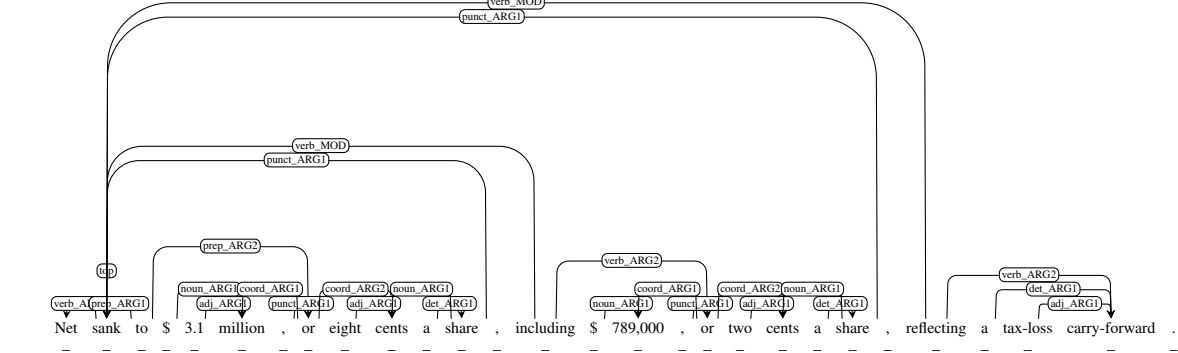 verb_MOD
punct_ARG1
verb_MOD
punct_ARG1
prep_ARG2
verb_ARG2
top
verb_ARG2
noun_ARG1 coord_ARG1 coord_ARG2 noun_ARG1 coord_ARG1 coord_ARG2 noun_ARG1 det_ARG1
prep_ARG1 adj_ARG1 punct_ARG1 adj_ARG1 det_ARG1 noun_ARG1 punct_ARG1 adj_ARG1 det_ARG1 adj_ARG1
Net sank to $ 3.1 million , or eight cents a share , including $ 789,000 , or two cents a share , reflecting a tax-loss carry-forward .